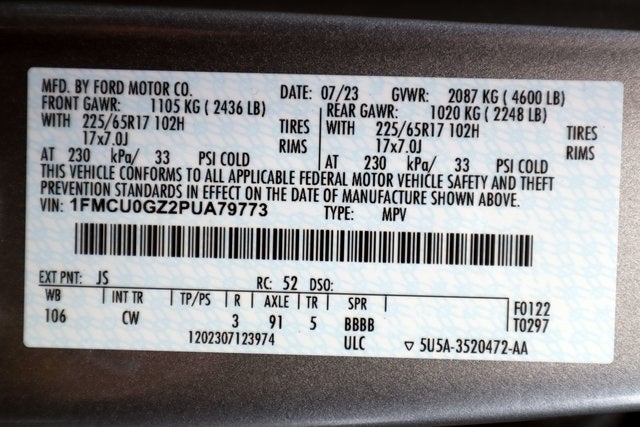 MFD. BY FORD MOTOR CO. DATE: 07/23 GVWR: 2087 KG ( 4600 LB)
FRONT GAWR: 1105 KG ( 2436 LB) REAR GAWR: 1020 KG ( 2248 LB)
WITH 225/65R17 102H TIRES WITH 225/65R17 102H TIRES
17x7.0J RIMS 17x7.0J RIMS
AT 230 kPa/ 33 PSI COLD AT 230 kPa/ 33 PSI COLD
THIS VEHICLE CONFORMS TO ALL APPLICABLE FEDERAL MOTOR VEHICLE SAFETY AND THEFT
PREVENTION STANDARDS IN EFFECT ON THE DATE OF MANUFACTURE SHOWN ABOVE.
VIN: 1FMCU0GZ2PUA79773 TYPE: MPV
EXT PNT: JS RC: 52 DSO:
WB INT TR TP/PS R AXLE TR SPR F0122
106 CW 3 91 5 BBBB T0297
1202307123974 ULC ▽ 5U5A-3520472-AA